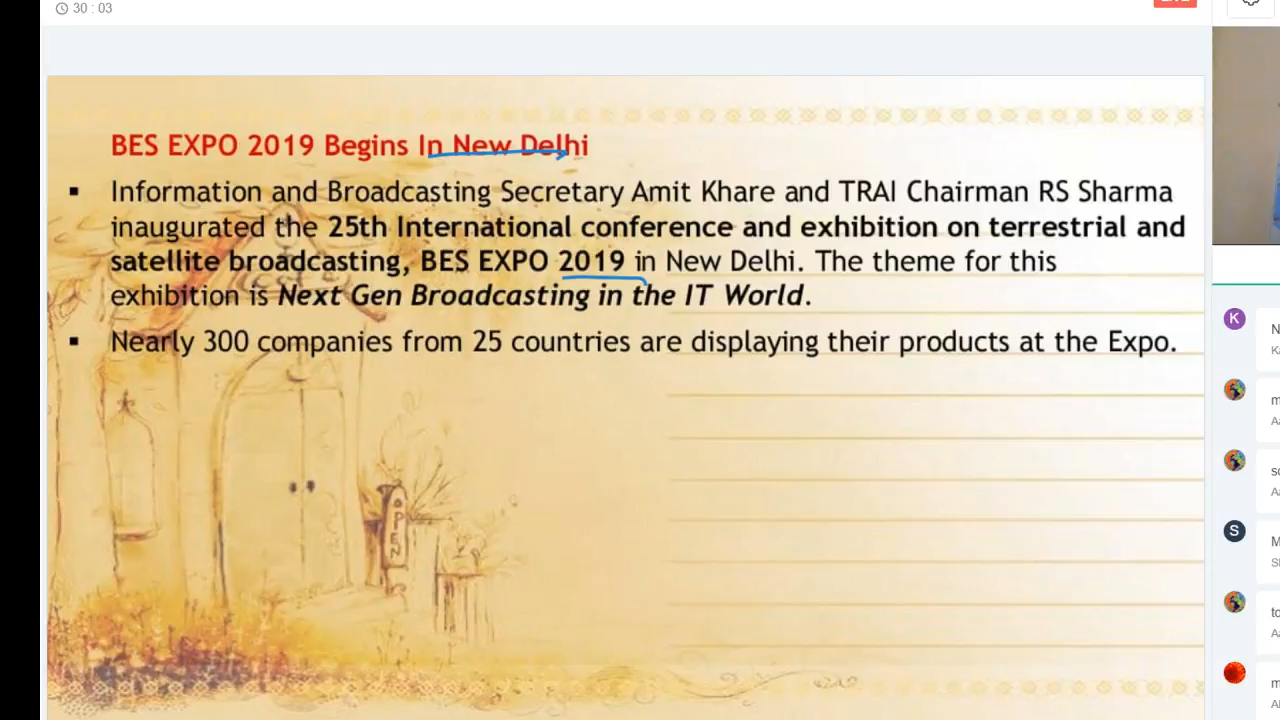 30 : 03
BES EXPO 2019 Begins In New Delhi
▪ Information and Broadcasting Secretary Amit Khare and TRAI Chairman RS Sharma
inaugurated the 25th International conference and exhibition on terrestrial and
satellite broadcasting, BES EXPO 2019 in New Delhi. The theme for this
exhibition is Next Gen Broadcasting in the IT World.
▪ Nearly 300 companies from 25 countries are displaying their products at the Expo.
OPEN
K
S